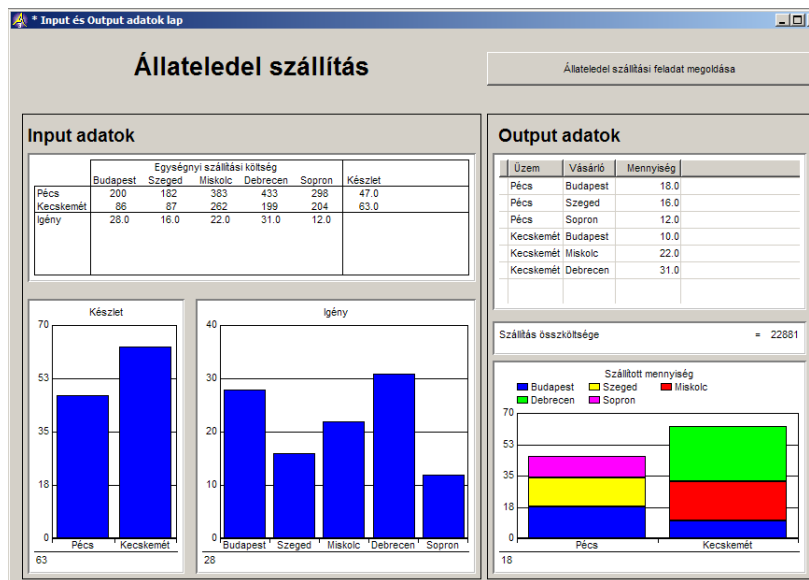 * Input és Output adatok lap
Állateledel szállítás
Állateledel szállítási feladat megoldása
Input adatok
Egységnyi szállítási költség
Budapest Szeged Miskolc Debrecen Sopron Készlet
Pécs 200 182 383 433 298 47.0
Kecskemét 86 87 262 199 204 63.0
Igény 28.0 16.0 22.0 31.0 12.0
Készlet
70
53
35
18
0
Pécs Kecskemét
63
Igény
40
30
20
10
0
Budapest Szeged Miskolc Debrecen Sopron
28
Output adatok
Üzem Vásárló Mennyiség
Pécs Budapest 18.0
Pécs Szeged 16.0
Pécs Sopron 12.0
Kecskemét Budapest 10.0
Kecskemét Miskolc 22.0
Kecskemét Debrecen 31.0
Szállítás összköltsége = 22881
Szállított mennyiség
Budapest Szeged Miskolc
Debrecen Sopron
70
53
35
18
0
Pécs Kecskemét
18